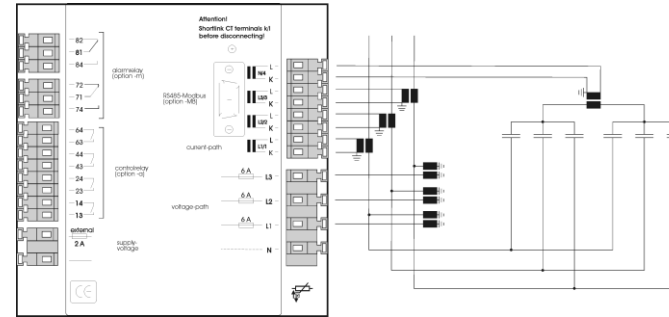 Attention!
Shortlink CT terminals k/l
before disconnecting!
82
81
84
alarmrelay
(option -m)
72
71
74
RS485-Modbus
(option -MB)
L
K
L
K
L
K
L
K
current-path
64
63
44
43
24
23
14
13
controlrelay
(option -a)
6 A
L3
6 A
L2
voltage-path
6 A
L1
N
external
2 A
supply-
voltage
CE